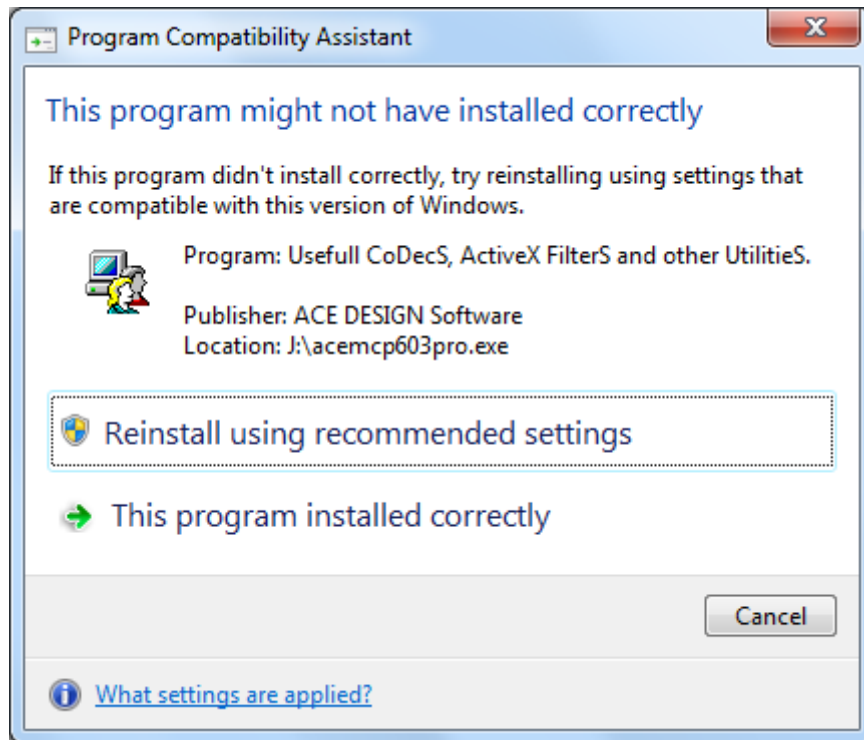 Program Compatibility Assistant
This program might not have installed correctly
If this program didn't install correctly, try reinstalling using settings that
are compatible with this version of Windows.
Program: Usefull CoDecS, ActiveX FilterS and other UtilitieS.
Publisher: ACE DESIGN Software
Location: J:\acemcp603pro.exe
Reinstall using recommended settings
This program installed correctly
Cancel
What settings are applied?